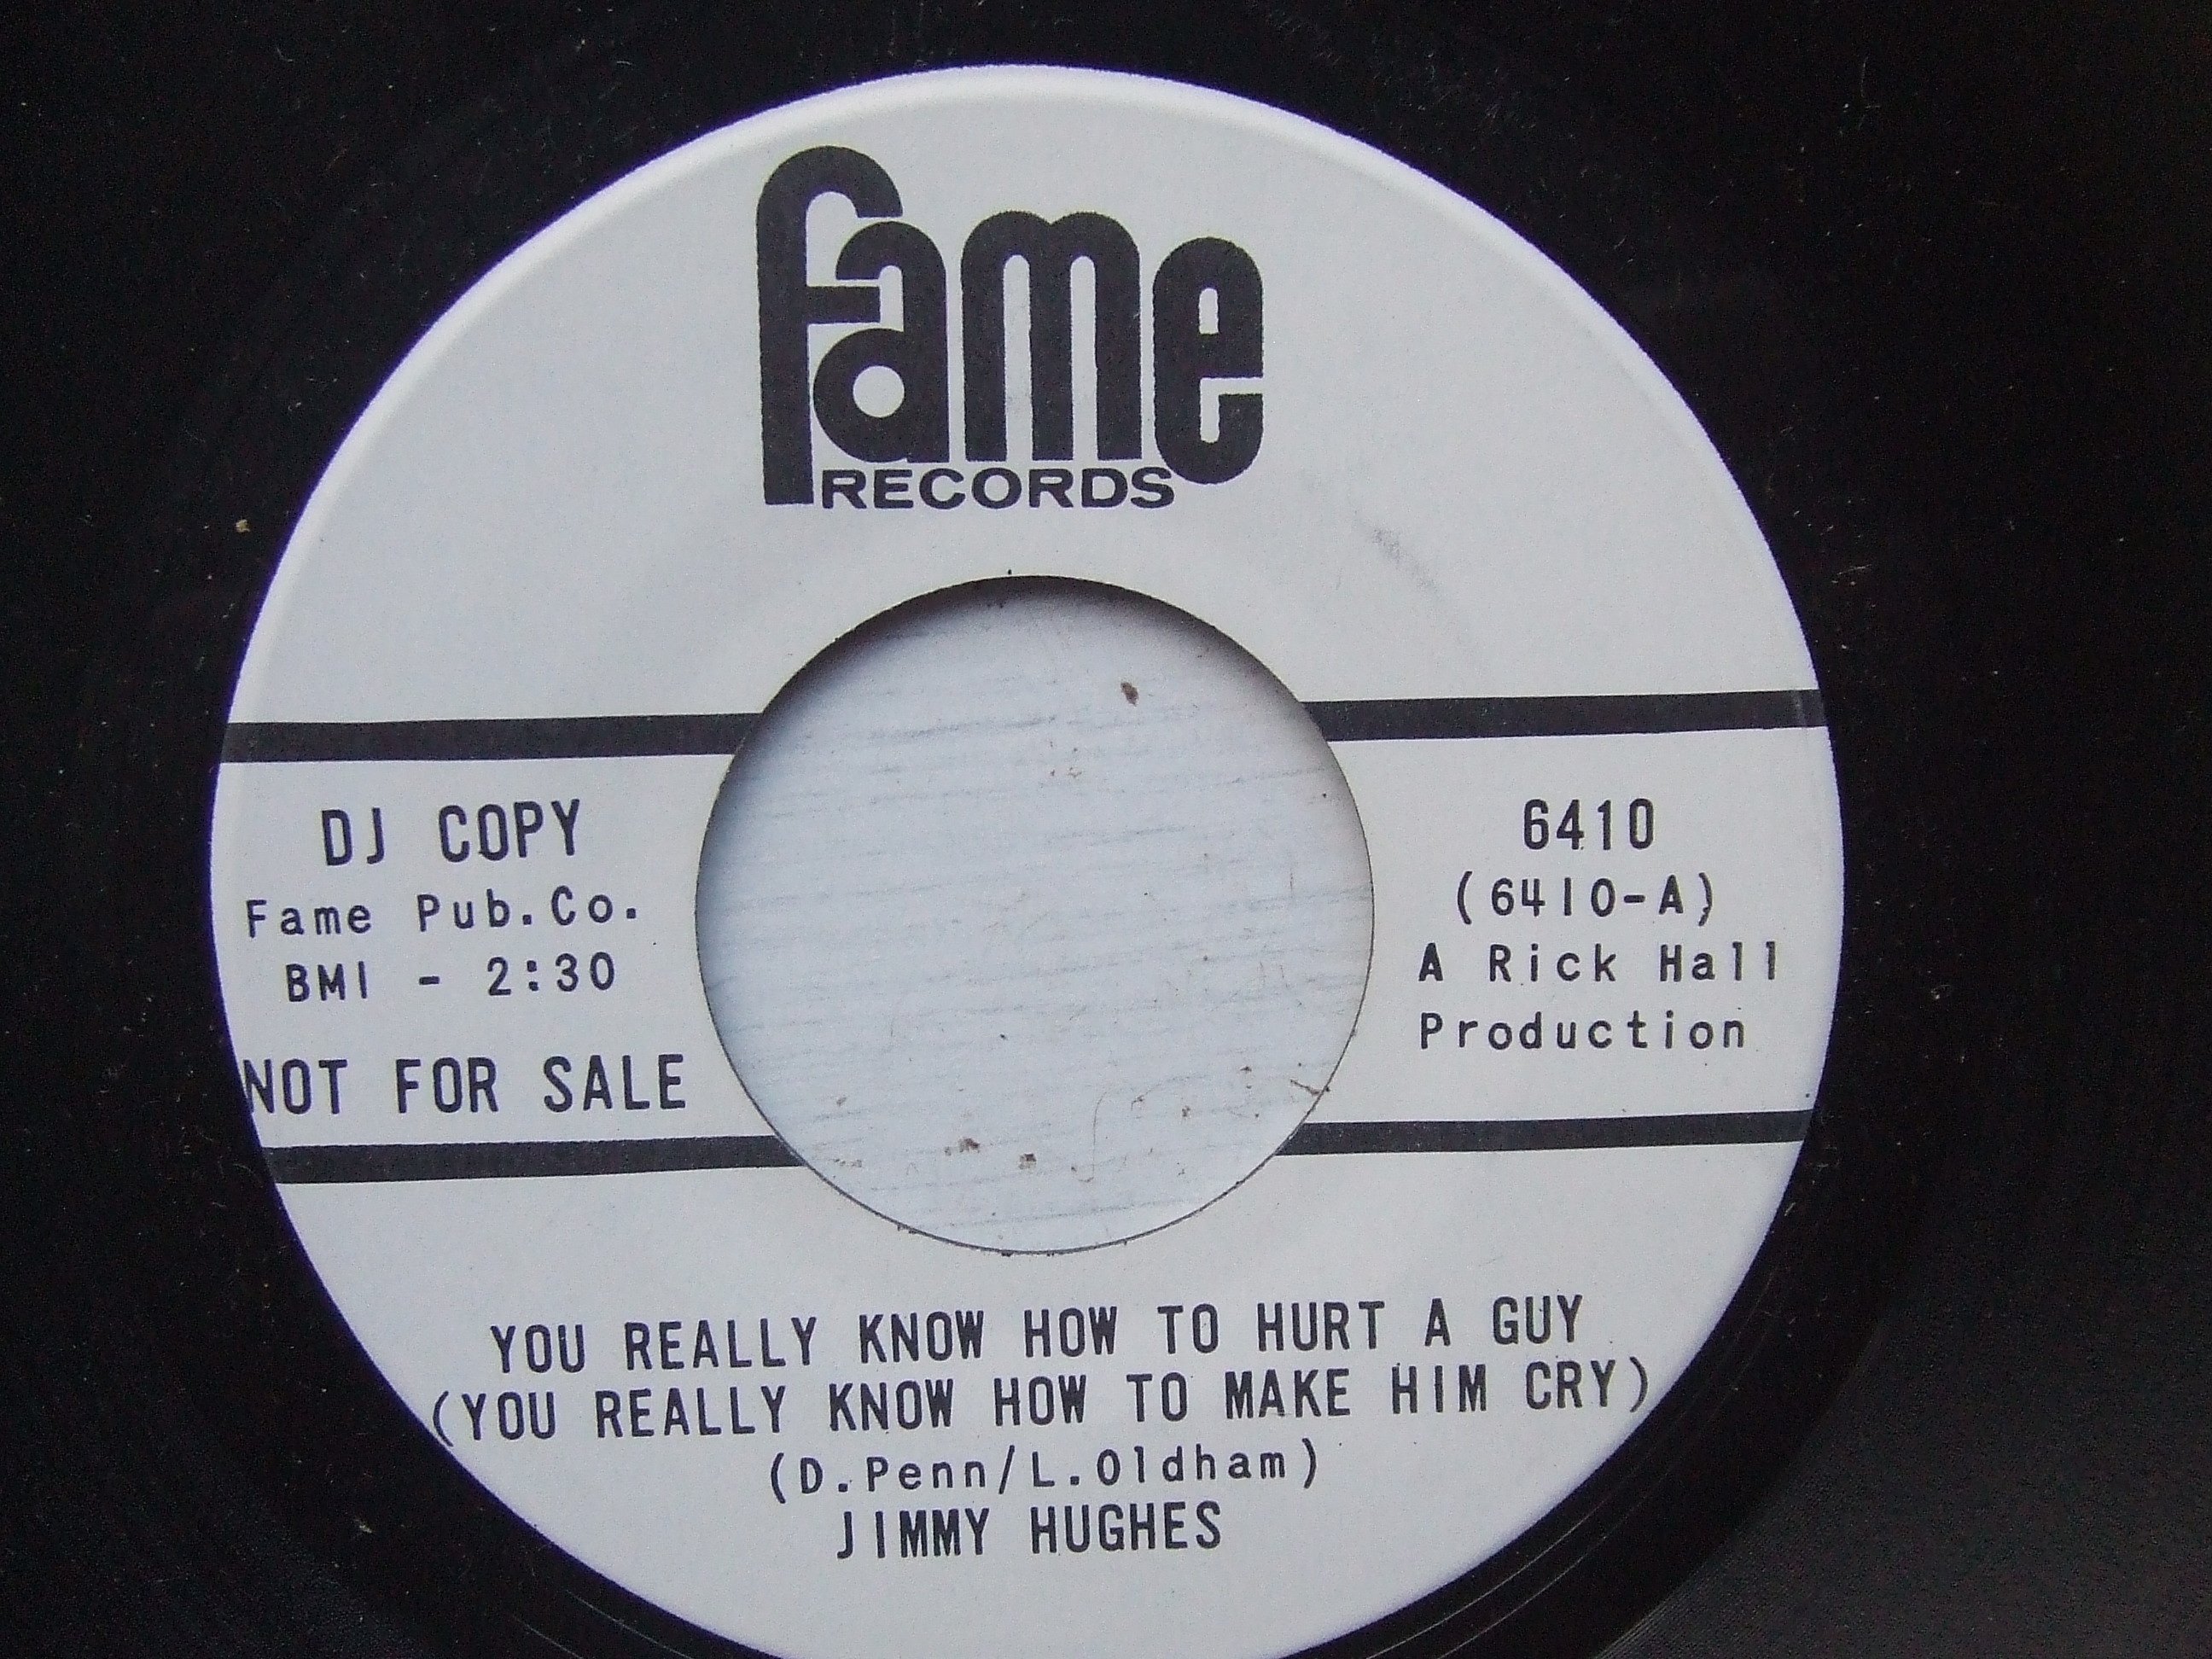 fame
RECORDS
DJ COPY
Fame Pub.Co.
BMI - 2:30
NOT FOR SALE
6410
(6410-A)
A Rick Hall
Production
YOU REALLY KNOW HOW TO HURT A GUY
(YOU REALLY KNOW HOW TO MAKE HIM CRY)
(D.Penn/L.Oldham)
JIMMY HUGHES